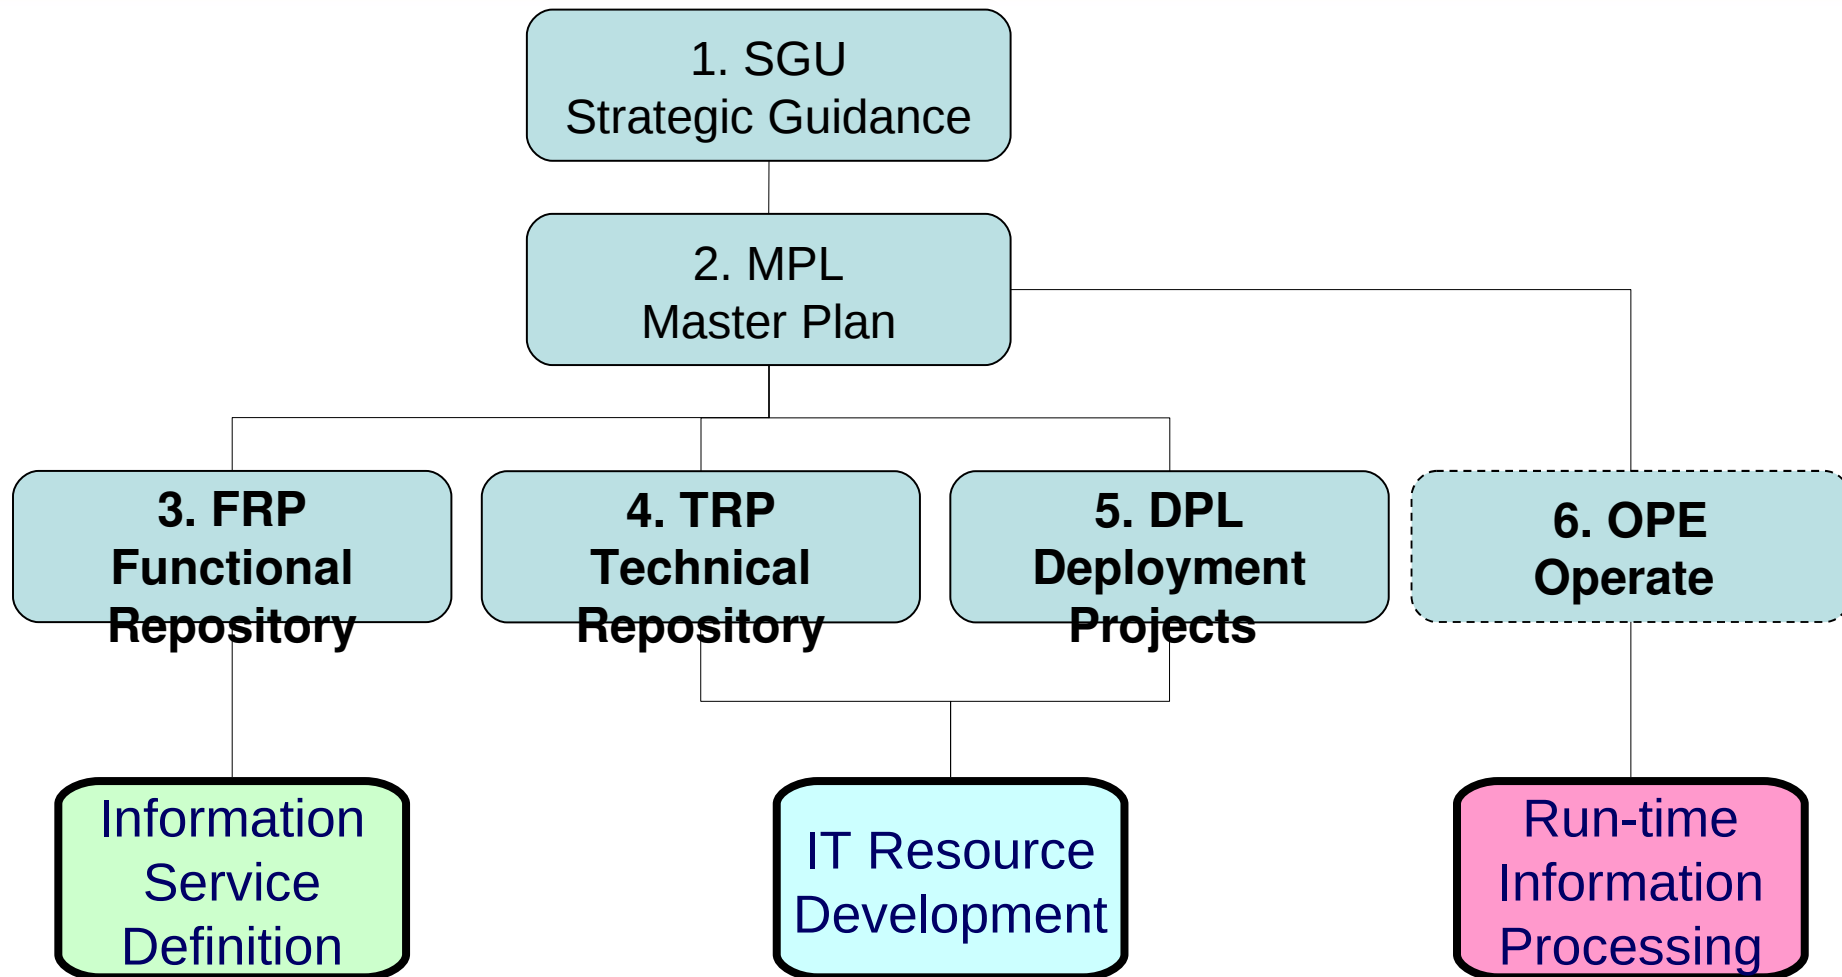 1. SGU
Strategic Guidance
2. MPL
Master Plan
3. FRP
Functional
Repository
4. TRP
Technical
Repository
5. DPL
Deployment
Projects
6. OPE
Operate
Information
Service
Definition
IT Resource
Development
Run-time
Information
Processing